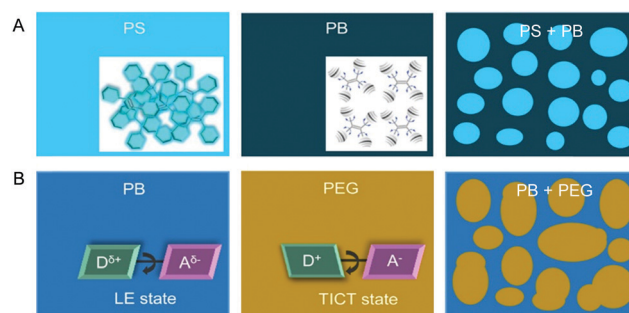 A
PS
PB
PS + PB
B
PB
PEG
PB + PEG
Dδ+
Aδ-
D+
A-
LE state
TICT state